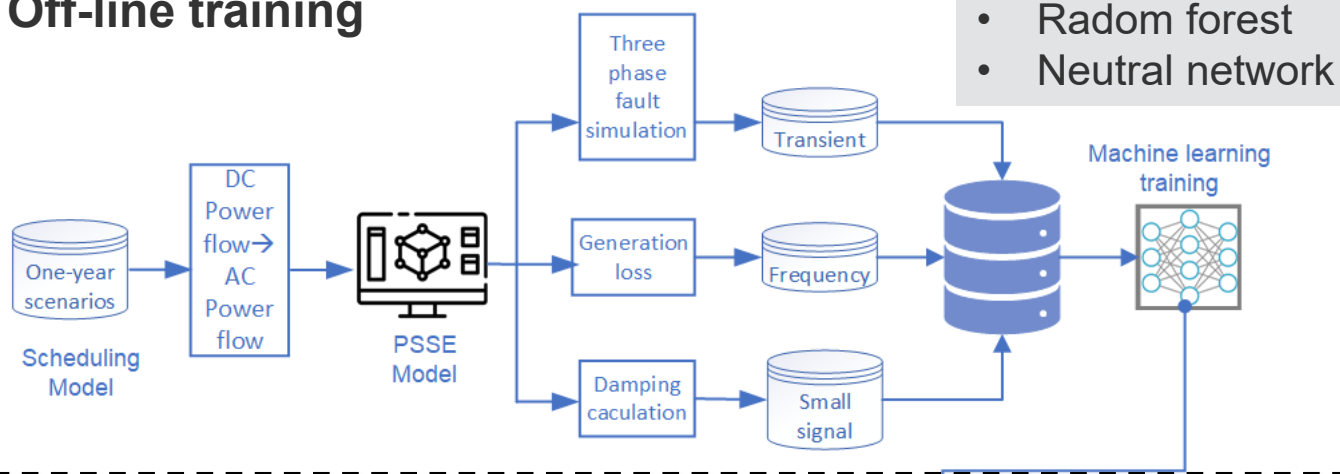 Off-line training
• Radom forest
• Neutral network
One-year
scenarios
Scheduling
Model
DC
Power
flow→
AC
Power
flow
PSSE
Model
Three
phase
fault
simulation
Transient
Generation
loss
Frequency
Damping
caculation
Small
signal
Machine learning
training